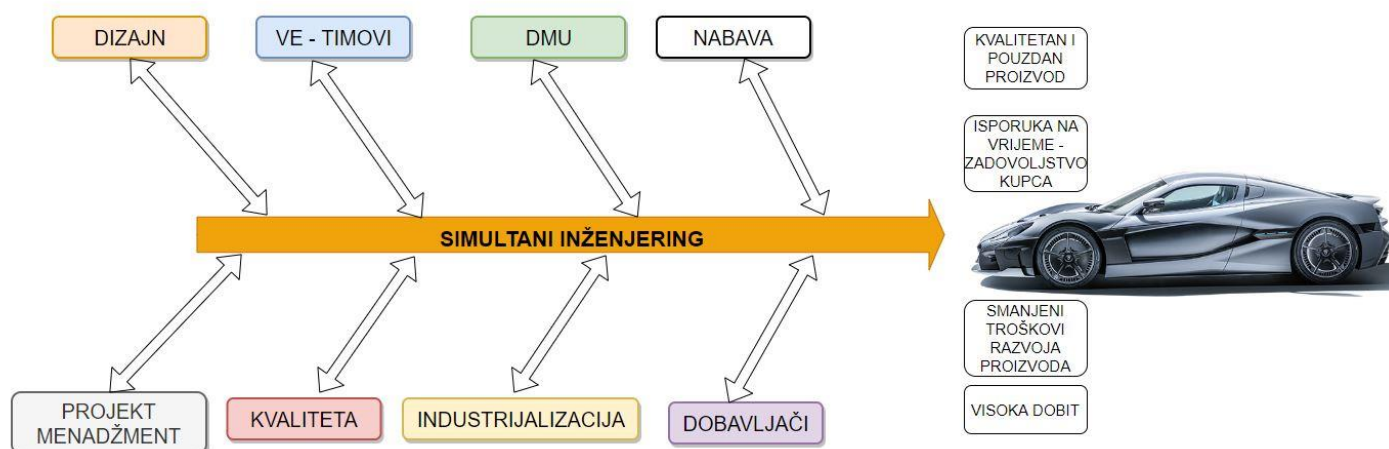 DIZAJN
VE - TIMOVI
DMU
NABAVA
KVALITETAN I
POUZDAN
PROIZVOD
ISPORUKA NA
VRIJEME -
ZADOVOLJSTVO
KUPCA
SIMULTANI INŽENJERING
SMANJENI
TROŠKOVI
RAZVOJA
PROIZVODA
VISOKA DOBIT
PROJEKT
MENADŽMENT
KVALITETA
INDUSTRIJALIZACIJA
DOBAVLJAČI